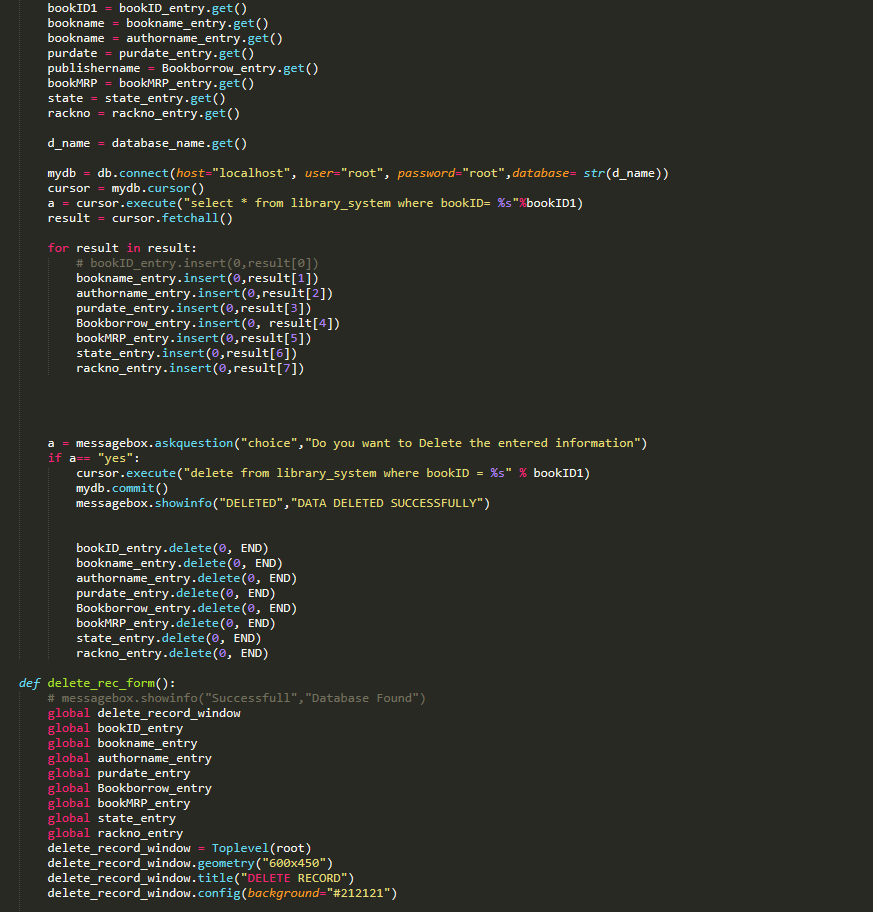 bookID1 = bookID_entry.get()
bookname = bookname_entry.get()
bookname = authorname_entry.get()
purdate = purdate_entry.get()
publishername = Bookborrow_entry.get()
bookMRP = bookMRP_entry.get()
state = state_entry.get()
rackno = rackno_entry.get()
d_name = database_name.get()
mydb = db.connect(host="localhost", user="root", password="root",database= str(d_name))
cursor = mydb.cursor()
a = cursor.execute("select * from library_system where bookID= %s"%bookID1)
result = cursor.fetchall()
for result in result:
# bookID_entry.insert(0,result[0])
bookname_entry.insert(0,result[1])
authorname_entry.insert(0,result[2])
purdate_entry.insert(0,result[3])
Bookborrow_entry.insert(0, result[4])
bookMRP_entry.insert(0,result[5])
state_entry.insert(0,result[6])
rackno_entry.insert(0,result[7])
a = messagebox.askquestion("choice","Do you want to Delete the entered information")
if a== "yes":
cursor.execute("delete from library_system where bookID = %s" % bookID1)
mydb.commit()
messagebox.showinfo("DELETED","DATA DELETED SUCCESSFULLY")
bookID_entry.delete(0, END)
bookname_entry.delete(0, END)
authorname_entry.delete(0, END)
purdate_entry.delete(0, END)
Bookborrow_entry.delete(0, END)
bookMRP_entry.delete(0, END)
state_entry.delete(0, END)
rackno_entry.delete(0, END)
def delete_rec_form():
# messagebox.showinfo("Successfull","Database Found")
global delete_record_window
global bookID_entry
global bookname_entry
global authorname_entry
global purdate_entry
global Bookborrow_entry
global bookMRP_entry
global state_entry
global rackno_entry
delete_record_window = Toplevel(root)
delete_record_window.geometry("600x450")
delete_record_window.title("DELETE RECORD")
delete_record_window.config(background="#212121")